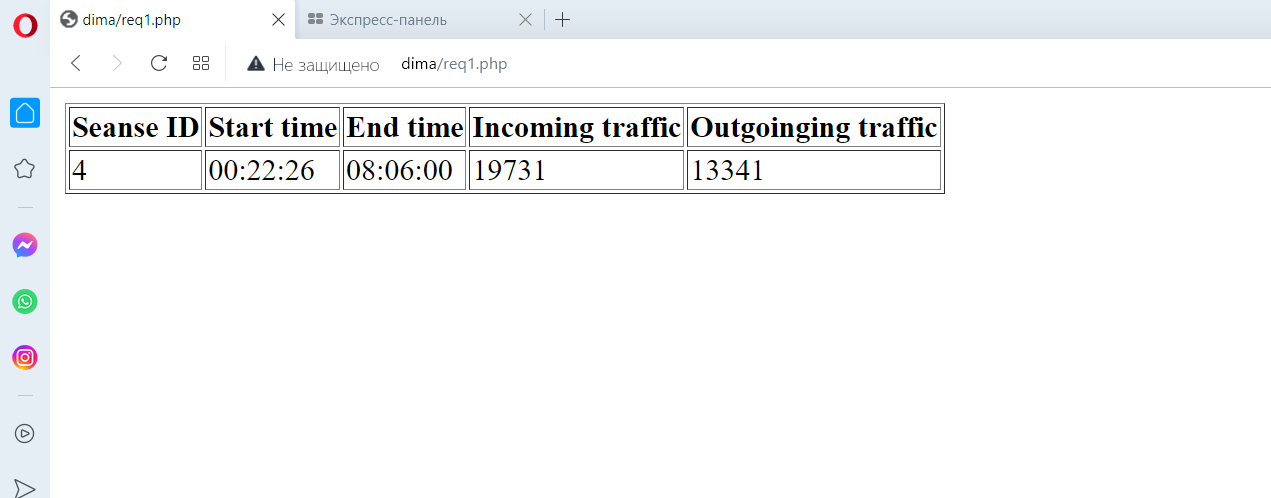 dima/req1.php Экспресс-панель
Не защищено dima/req1.php
Seanse ID Start time End time Incoming traffic Outgoinging traffic
4 00:22:26 08:06:00 19731 13341